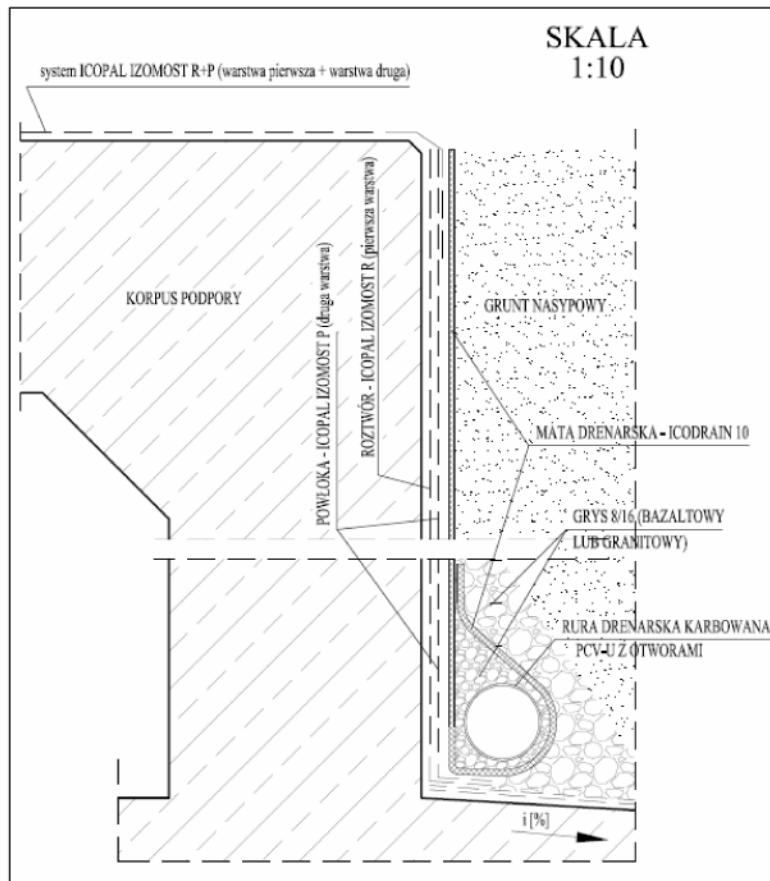 SKALA
1:10
system ICOPAL IZOMOST R+P (warstwa pierwsza + warstwa druga)
KORPUS PODPORY
POWŁOKA - ICOPAL IZOMOST P (druga warstwa)
ROZTWÓR - ICOPAL IZOMOST R (pierwsza warstwa)
GRUNT NASYPOWY
MATA DRENARSKA - ICODRAIN 10
GRYS 8/16 (BAZALTOWY
LUB GRANITOWY)
RURA DRENARSKA KARBOWANA
PCV-U Z OTWORAMI
i [%]